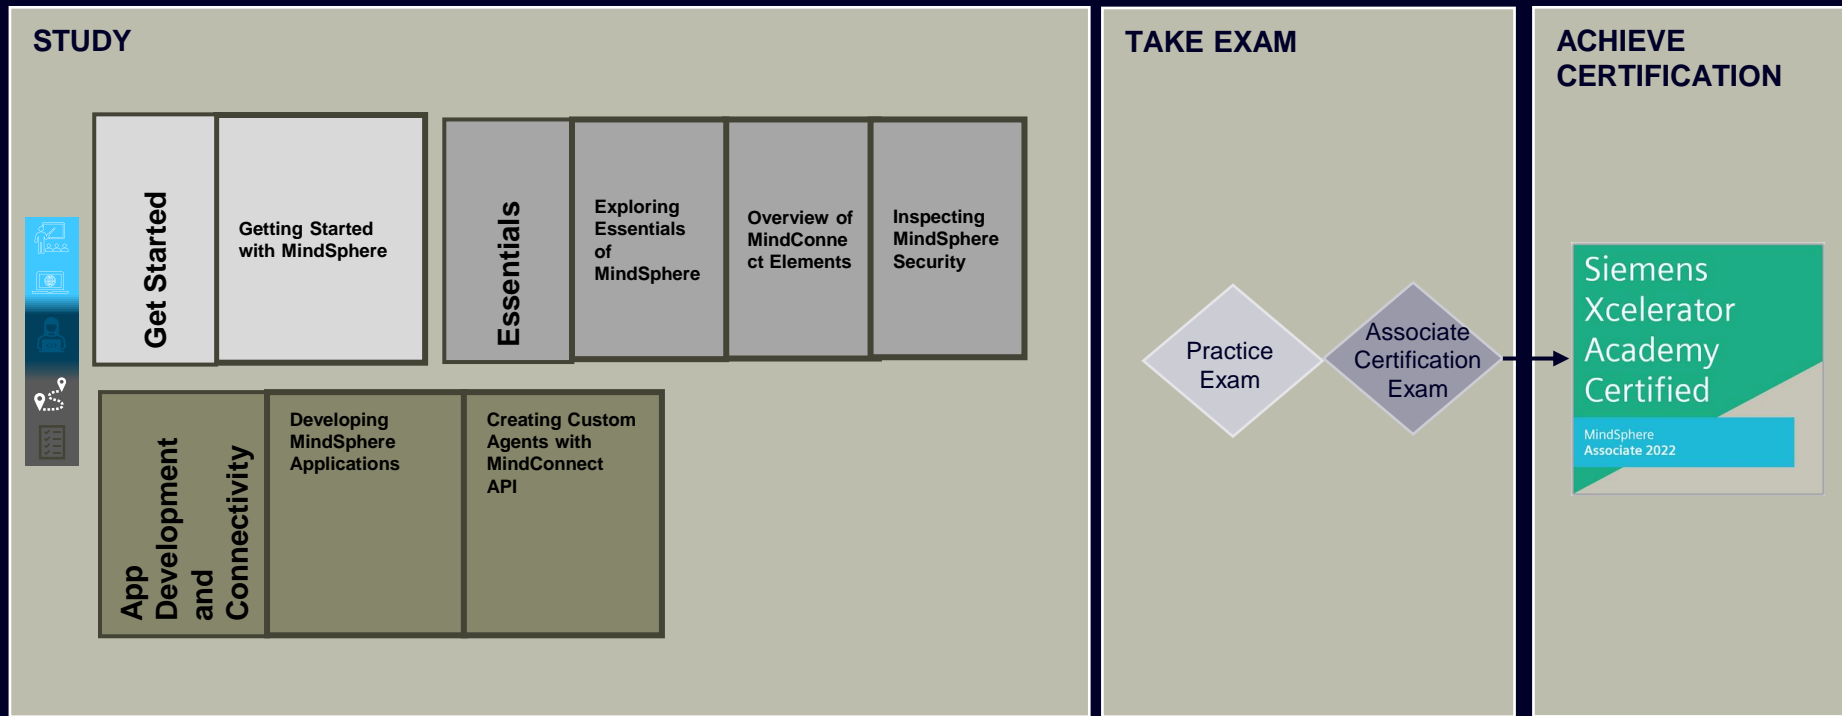 STUDY
Get Started
Getting Started
with MindSphere
Essentials
Exploring
Essentials
of
MindSphere
Overview of
MindConne
ct Elements
Inspecting
MindSphere
Security
App
Development
and
Connectivity
Developing
MindSphere
Applications
Creating Custom
Agents with
MindConnect
API
TAKE EXAM
Practice
Exam
Associate
Certification
Exam
ACHIEVE
CERTIFICATION
Siemens
Xcelerator
Academy
Certified
MindSphere
Associate 2022